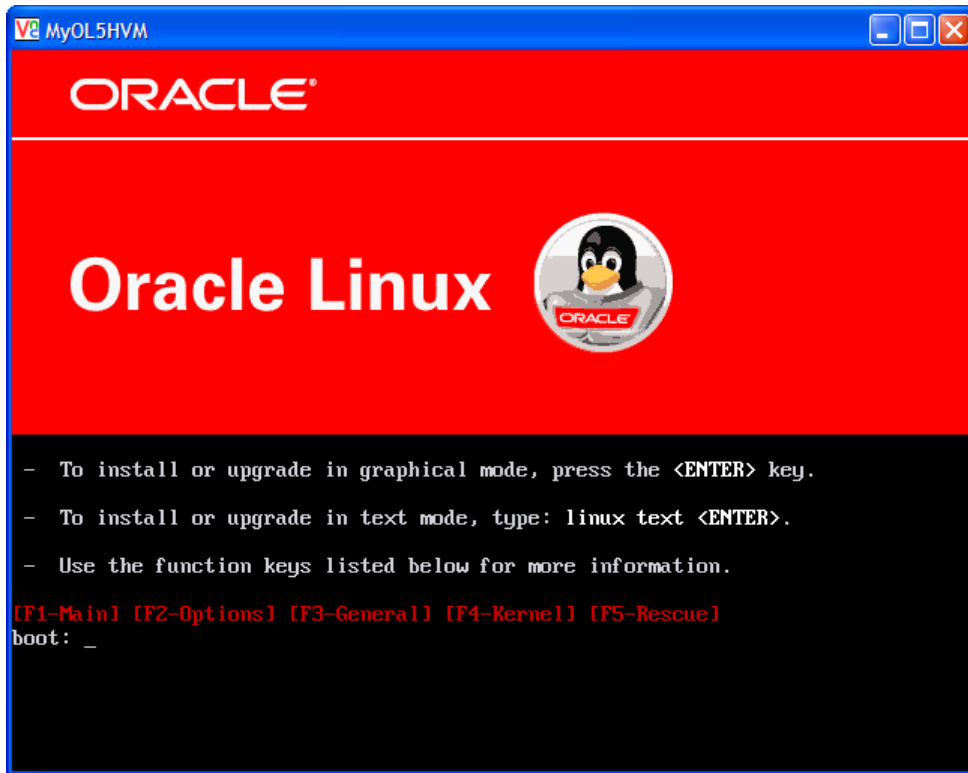 MyOL5HVM
ORACLE®
Oracle Linux
ORACLE
- To install or upgrade in graphical mode, press the <ENTER> key.
- To install or upgrade in text mode, type: linux text <ENTER>.
- Use the function keys listed below for more information.
[F1-Main] [F2-Options] [F3-General] [F4-Kernel] [F5-Rescue]
boot: _